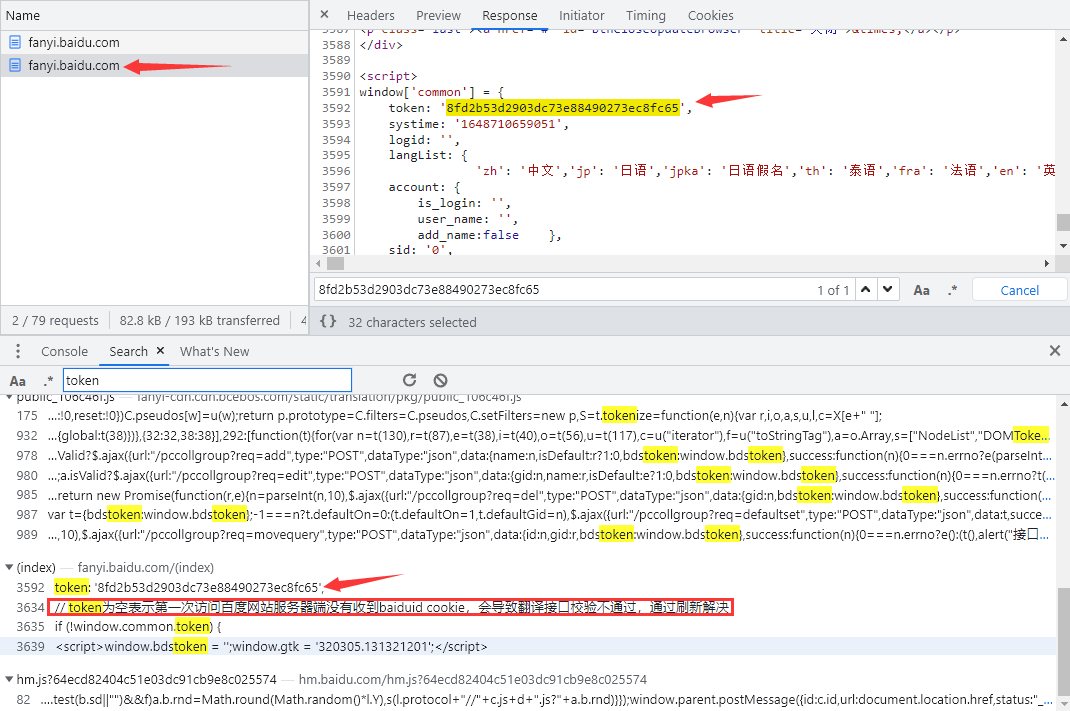 Name
fanyi.baidu.com
fanyi.baidu.com
2 / 79 requests
82.8 kB / 193 kB transferred
4
× Headers Preview Response Initiator Timing Cookies
3588 </div>
3589
3590 <script>
3591 window['common'] = {
3592 token: '8fd2b53d2903dc73e88490273ec8fc65',
3593 systime: '1648710659051',
3594 logid: '',
3595 langList: {
3596 'zh': '中文','jp': '日语','jpka': '日语假名','th': '泰语','fra': '法语','en': '英
3597 account: {
3598 is_login: '',
3599 user_name: '',
3600 add_name:false },
3601 sid: '0',
8fd2b53d2903dc73e88490273ec8fc65 1 of 1 Aa .* Cancel
{} 32 characters selected
Console Search × What's New
Aa .* token
public_106c46f.js — fanyi-cdn.cdn.bcebos.com/static/translation/pkg/public_106c46f.js
175 ...:!0,reset:!0})C.pseudos[w]=u(w);return p.prototype=C.filters=C.pseudos,C.setFilters=new p,S=t.tokenize=function(e,n){var r,i,o,a,s,u,l,c=X[e+" "];
932 ...{global:t(38)})},{32:32,38:38}],292:[function(t){for(var n=t(130),r=t(87),e=t(38),i=t(40),o=t(56),u=t(117),c=u("iterator"),f=u("toStringTag"),a=o.Array,s=["NodeList","DOMToke...
978 ...Valid?$.ajax({url:"/pccollgroup?req=add",type:"POST",dataType:"json",data:{name:n,isDefault:r?1:0,bdstoken:window.bdstoken},success:function(n){0===n.errno?e(parseInt...
980 ...;a.isValid?$.ajax({url:"/pccollgroup?req=edit",type:"POST",dataType:"json",data:{gid:n,name:r,isDefault:e?1:0,bdstoken:window.bdstoken},success:function(n){0===n.errno?t(...
985 ...return new Promise(function(r,e){n=parseInt(n,10),$.ajax({url:"/pccollgroup?req=del",type:"POST",dataType:"json",data:{gid:n,bdstoken:window.bdstoken},success:function(...
987 var t={bdstoken:window.bdstoken};-1===n?t.defaultOn=0:(t.defaultOn=1,t.defaultGid=n),$.ajax({url:"/pccollgroup?req=defaultset",type:"POST",dataType:"json",data:t,succe...
989 ...,10),$.ajax({url:"/pccollgroup?req=movequery",type:"POST",dataType:"json",data:{id:n,gid:r,bdstoken:window.bdstoken},success:function(n){0===n.errno?e():(t(),alert("接口...
(index) — fanyi.baidu.com/(index)
3592 token: '8fd2b53d2903dc73e88490273ec8fc65',
3634 // token为空表示第一次访问百度网站服务器端没有收到baiduid cookie，会导致翻译接口校验不通过，通过刷新解决
3635 if (!window.common.token) {
3639 <script>window.bdstoken = '';window.gtk = '320305.131321201';</script>
hm.js?64ecd82404c51e03dc91cb9e8c025574 — hm.baidu.com/hm.js?64ecd82404c51e03dc91cb9e8c025574
82 ....test(b.sd||"")&&f)a.b.rnd=Math.round(Math.random()*l.Y),s(l.protocol+"//"+c.js+d+".js?"+a.b.rnd)}});window.parent.postMessage({id:c.id,url:document.location.href,status:"_...